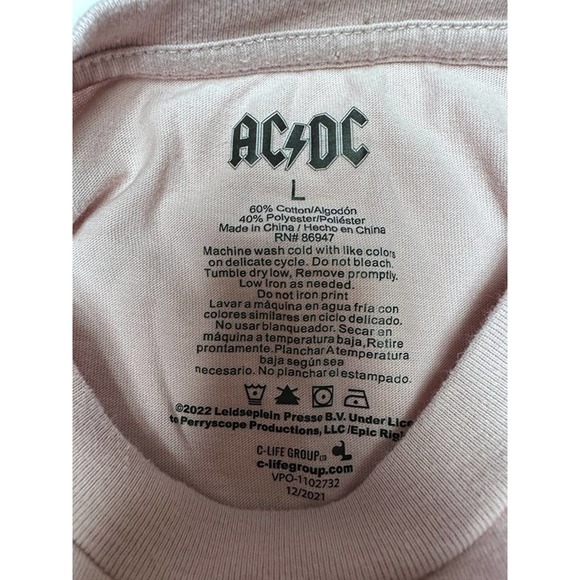 AC⚡DC
L
60% Cotton/Algodón
40% Polyester/Poliéster
Made in China / Hecho en China
RN# 86947
Machine wash cold with like colors
on delicate cycle. Do not bleach.
Tumble dry low, Remove promptly.
Low Iron as needed.
Do not iron print
Lavar a máquina en agua fría con
colores similares en ciclo delicado.
No usar blanqueador. Secar en
máquina a temperatura baja,Retire
prontamente.Planchar A temperatura
baja según sea
necesario. No planchar el estampado.
©2022 Leidseplein Presse B.V. Under Lice
te Perryscope Productions, LLC /Epic Righ
C-LIFE GROUP LTD
c-lifegroup.com
VPO-1102732
12/2021